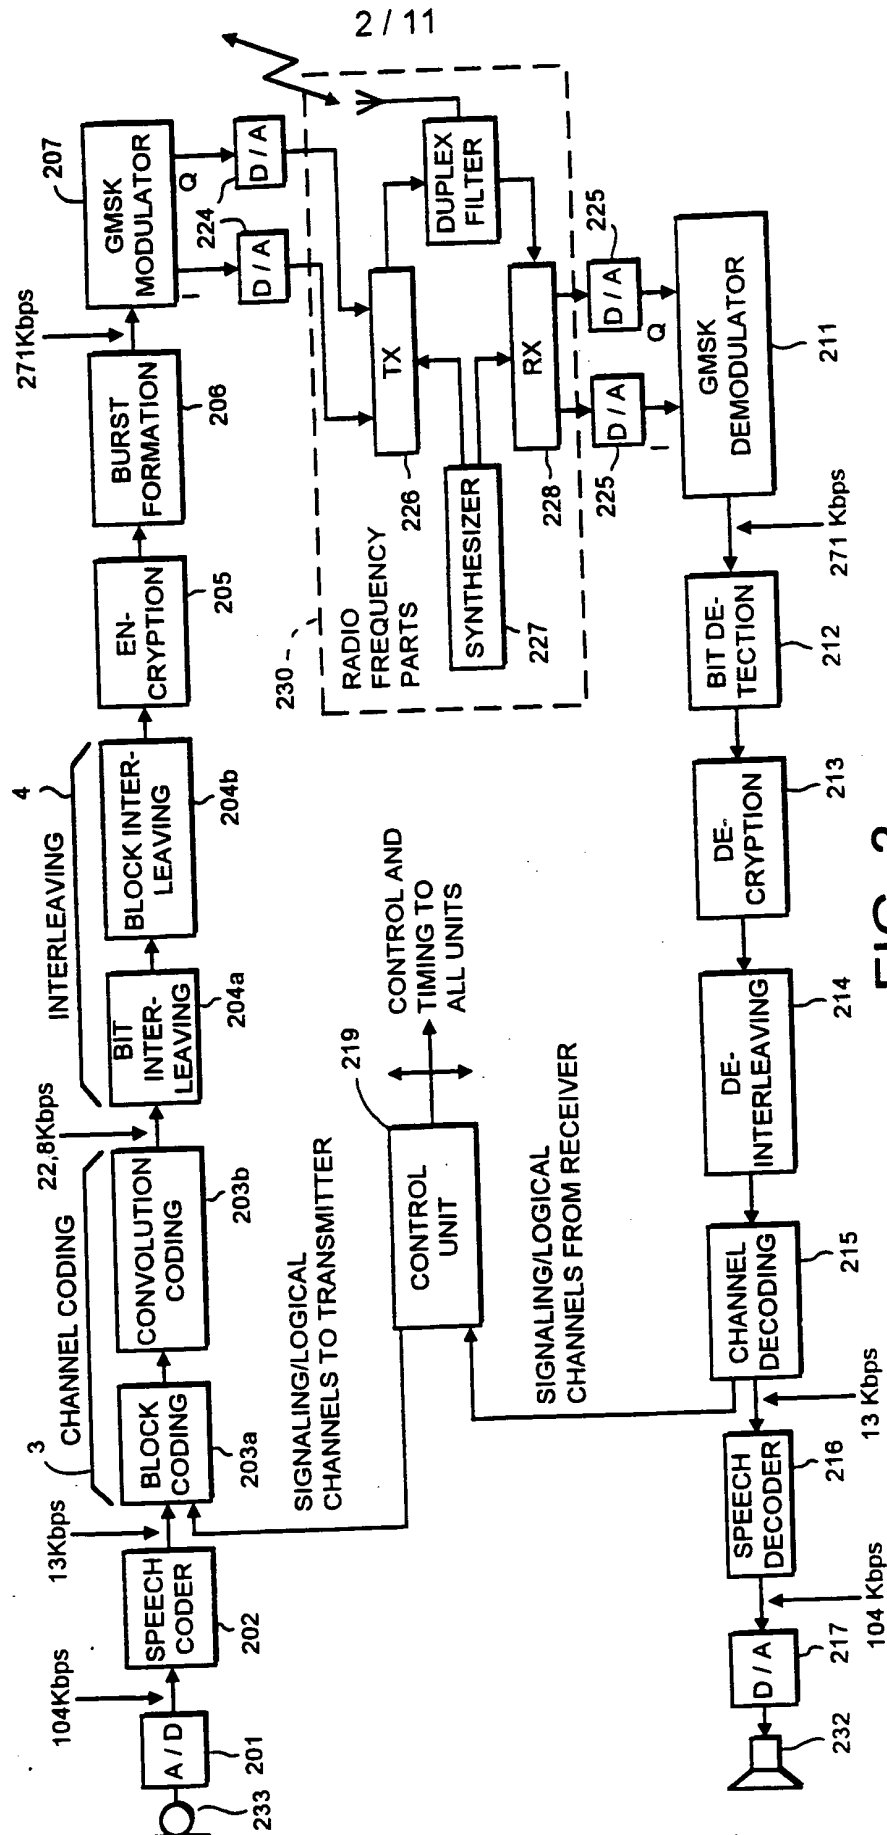 2 / 11
233
A / D
201
104Kbps
SPEECH
CODER
202
13Kbps
3
CHANNEL CODING
BLOCK
CODING
203a
CONVOLUTION
CODING
203b
22,8Kbps
4
INTERLEAVING
BIT
INTER-
LEAVING
204a
BLOCK INTER-
LEAVING
204b
EN-
CRYPTION
205
BURST
FORMATION
206
271Kbps
GMSK
MODULATOR
207
I
Q
224
D / A
D / A
230
RADIO
FREQUENCY
PARTS
TX
226
DUPLEX
FILTER
SYNTHESIZER
227
RX
228
225
D / A
D / A
225
I
Q
GMSK
DEMODULATOR
211
271 Kbps
BIT DE-
TECTION
212
DE-
CRYPTION
213
DE-
INTERLEAVING
214
CHANNEL
DECODING
215
13 Kbps
SPEECH
DECODER
216
104 Kbps
D / A
217
232
SIGNALING/LOGICAL
CHANNELS TO TRANSMITTER
219
CONTROL
UNIT
CONTROL AND
TIMING TO
ALL UNITS
SIGNALING/LOGICAL
CHANNELS FROM RECEIVER